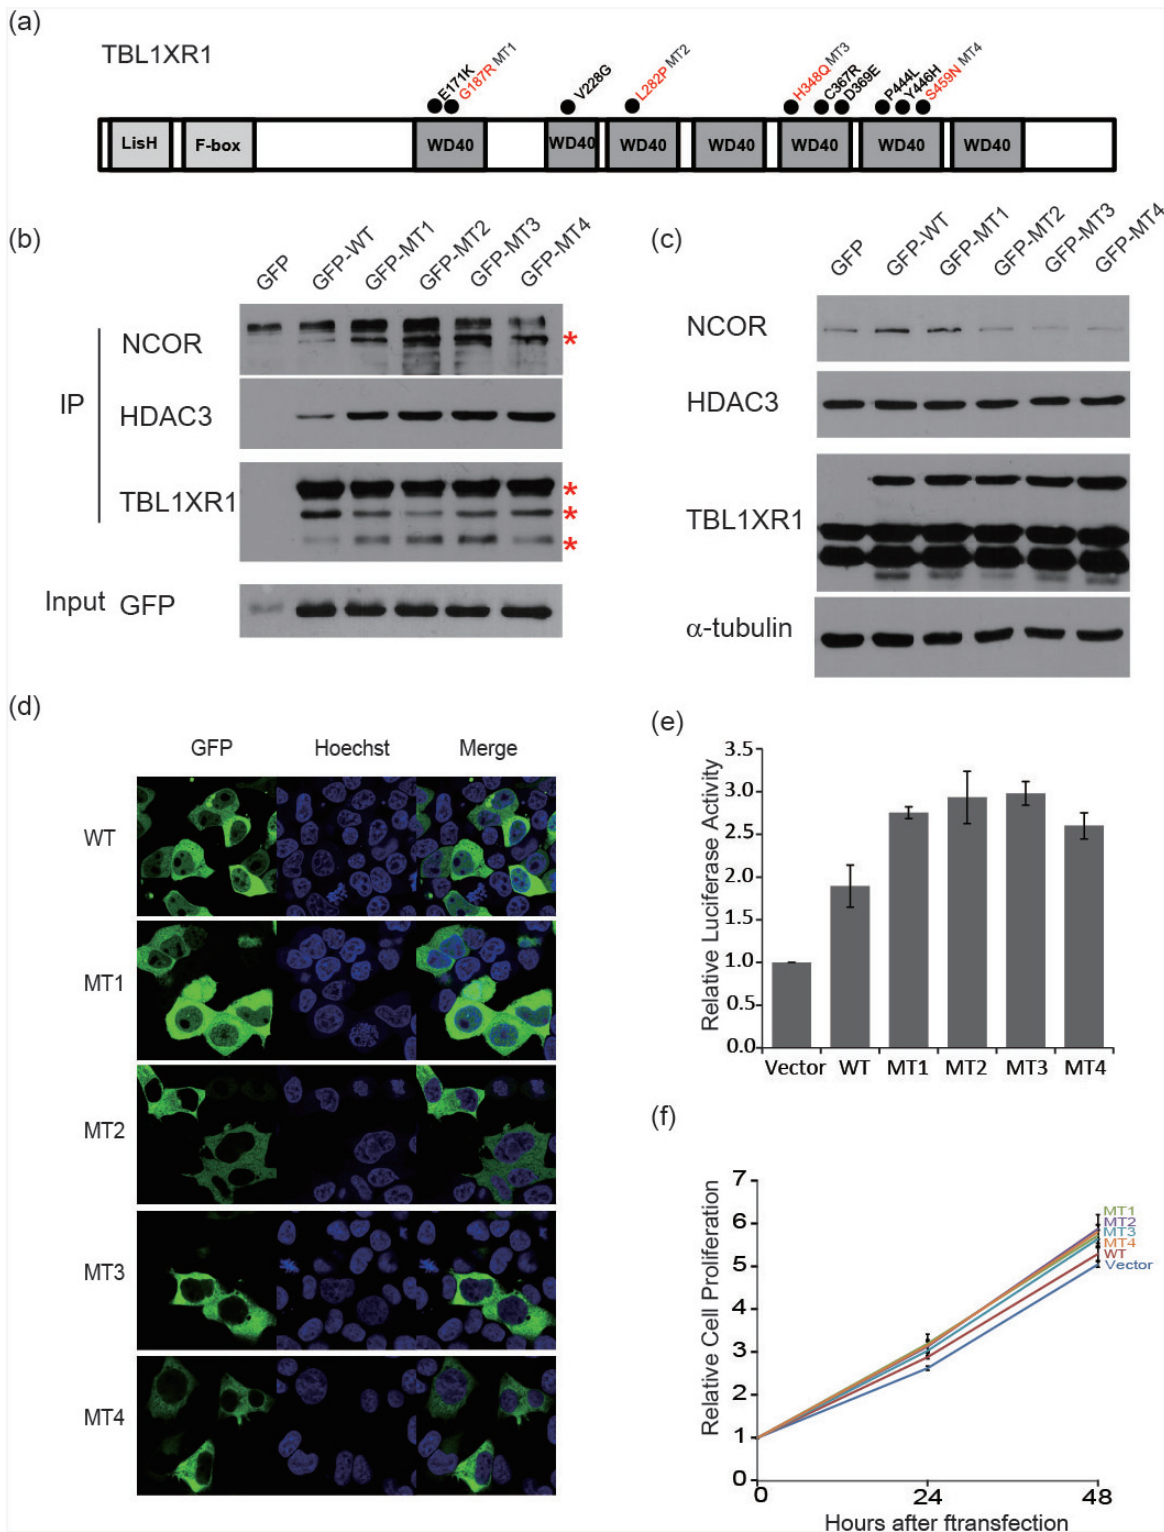 (a)
TBL1XR1
E171K
G187R MT1
V228G
L282P MT2
H348Q MT3
C367R
D369E
P444L
Y446H
S459N MT4
LisH F-box WD40 WD40 WD40 WD40 WD40 WD40 WD40
(b)
GFP GFP-WT GFP-MT1 GFP-MT2 GFP-MT3 GFP-MT4
IP
NCOR *
HDAC3
TBL1XR1 *
*
*
Input GFP
(c)
GFP GFP-WT GFP-MT1 GFP-MT2 GFP-MT3 GFP-MT4
NCOR
HDAC3
TBL1XR1
α-tubulin
(d)
GFP Hoechst Merge
WT
MT1
MT2
MT3
MT4
(e)
Relative Luciferase Activity
3.5
3.0
2.5
2.0
1.5
1.0
0.5
0.0
Vector WT MT1 MT2 MT3 MT4
(f)
Relative Cell Proliferation
7
6
5
4
3
2
1
0
MT1
MT2
MT3
MT4
WT
Vector
0 24 48
Hours after ftransfection